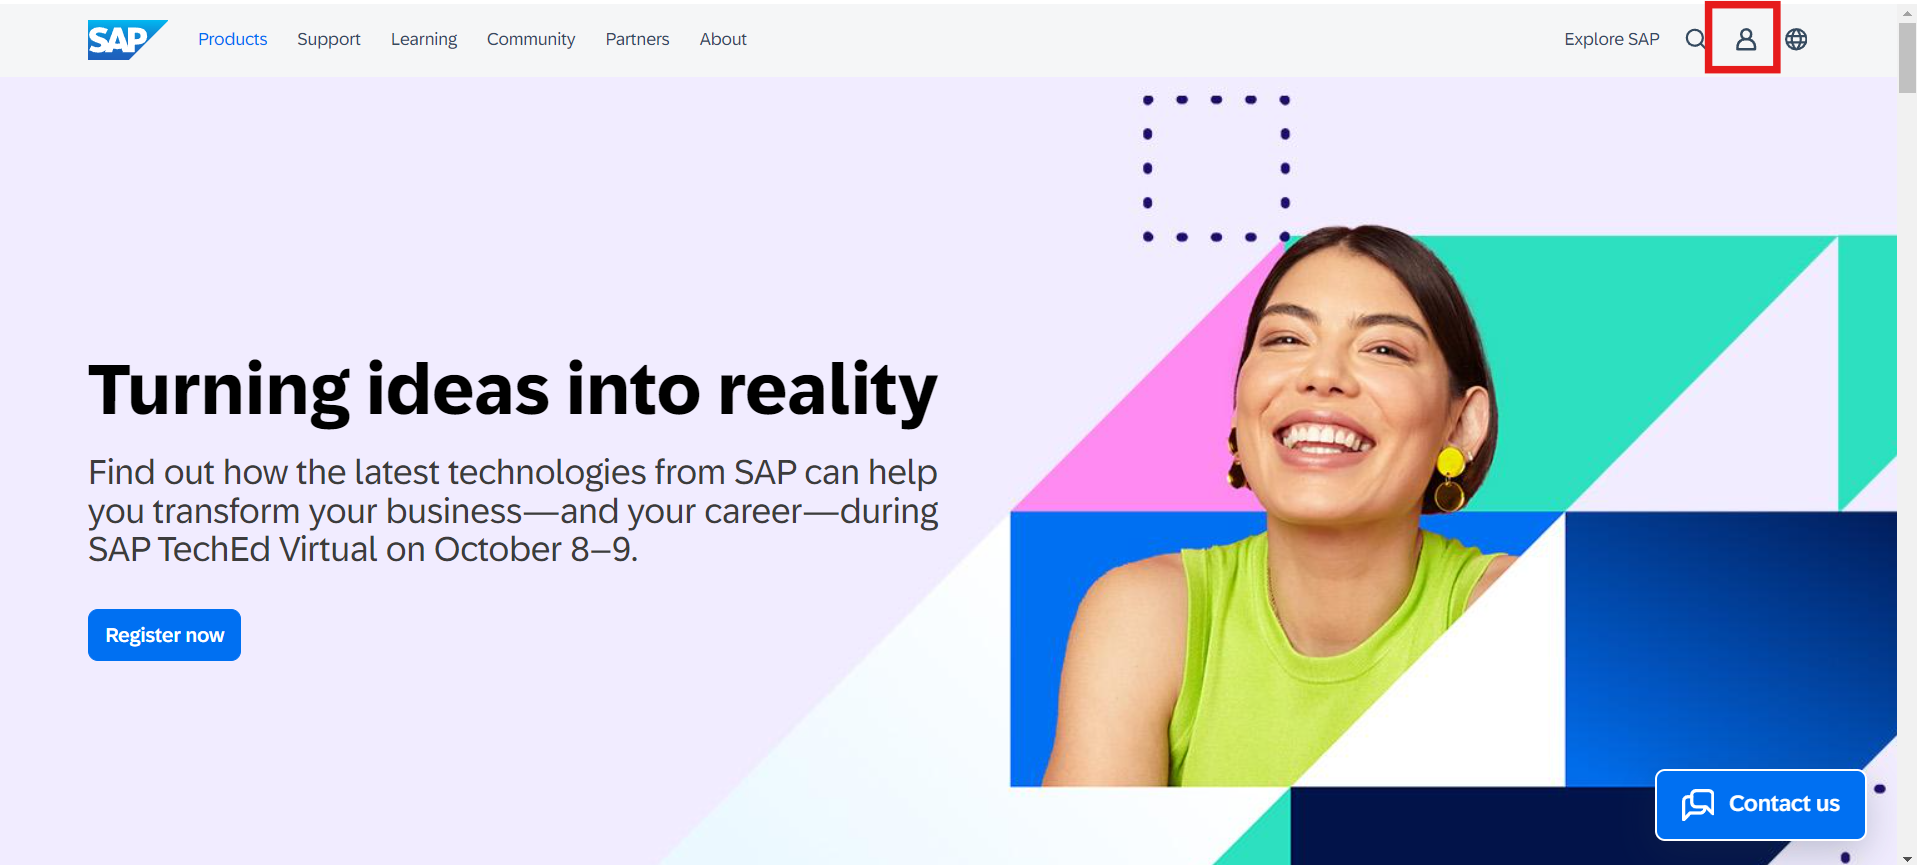 SAP
Products
Support
Learning
Community
Partners
About
Explore SAP
Turning ideas into reality
Find out how the latest technologies from SAP can help
you transform your business—and your career—during
SAP TechEd Virtual on October 8–9.
Register now
Contact us